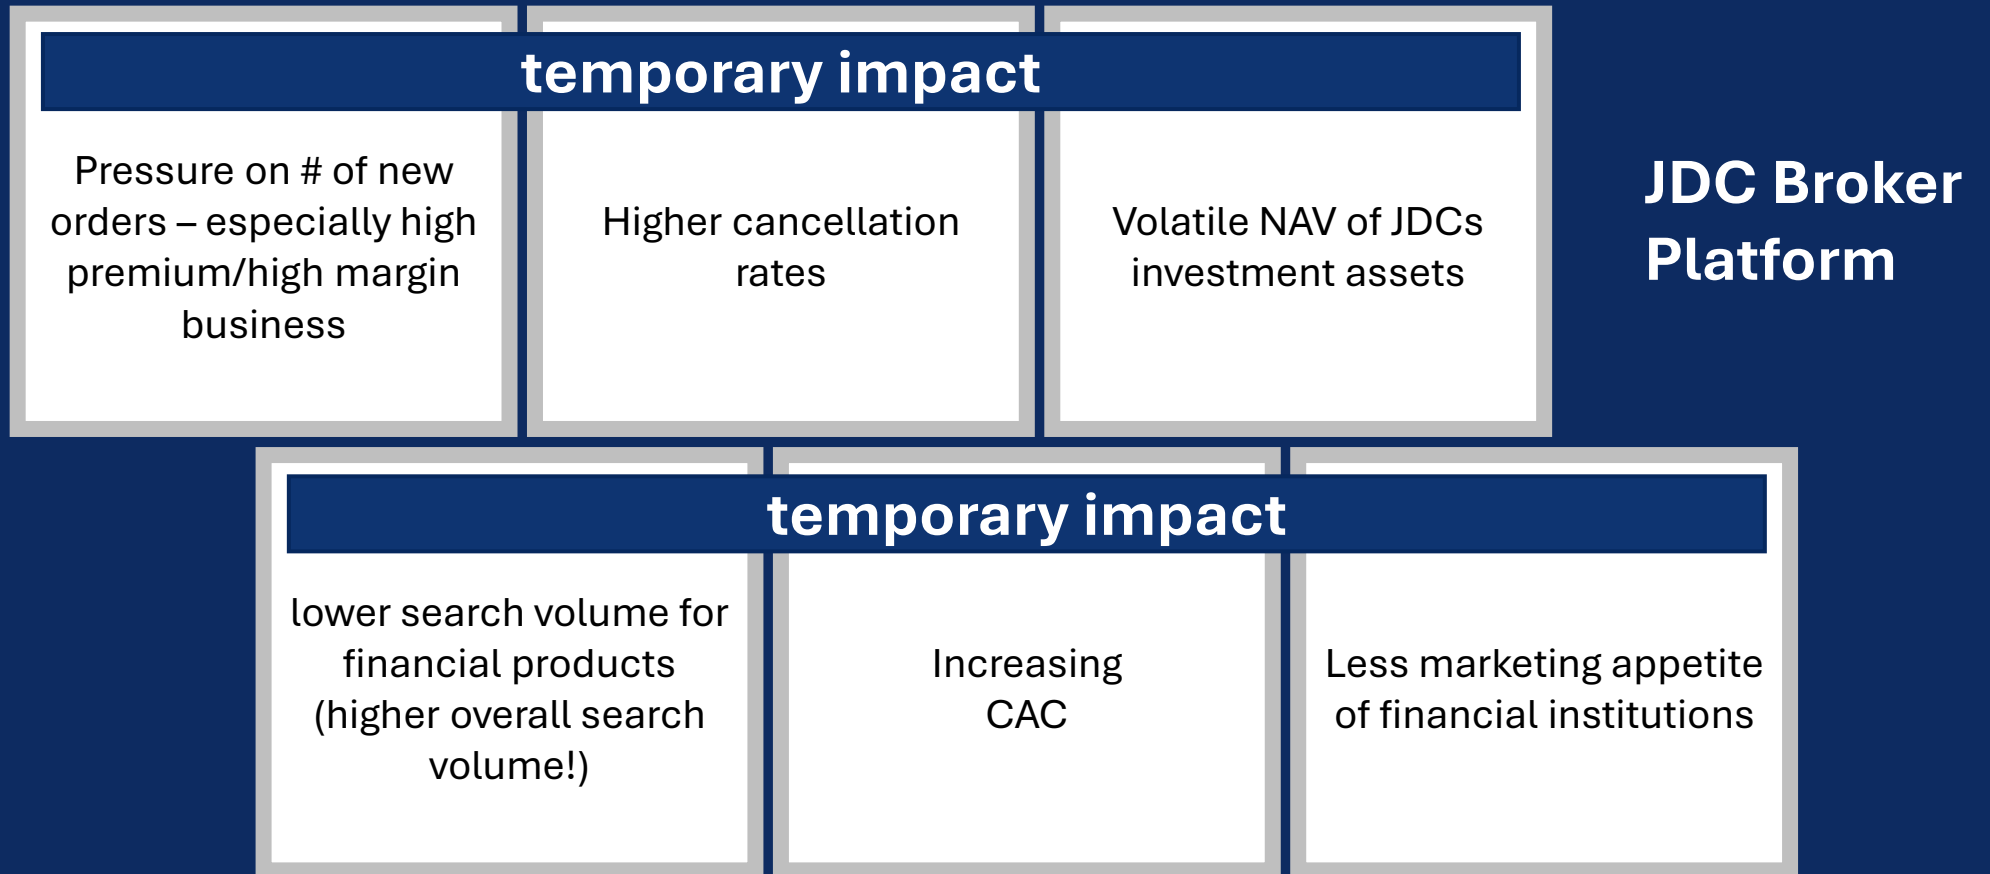 temporary impact
Pressure on # of new
orders – especially high
premium/high margin
business
Higher cancellation
rates
Volatile NAV of JDCs
investment assets
JDC Broker
Platform
temporary impact
lower search volume for
financial products
(higher overall search
volume!)
Increasing
CAC
Less marketing appetite
of financial institutions